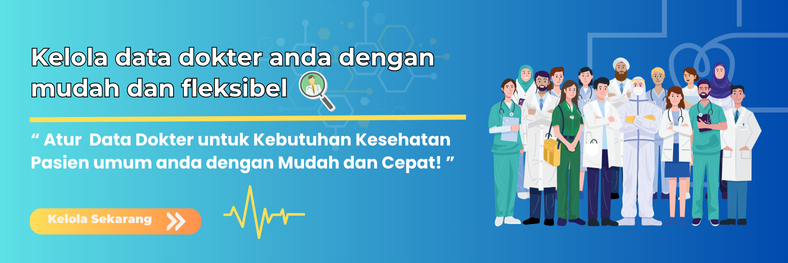 Kelola data dokter anda dengan
mudah dan fleksibel
“ Atur Data Dokter untuk Kebutuhan Kesehatan
Pasien umum anda dengan Mudah dan Cepat! ”
Kelola Sekarang